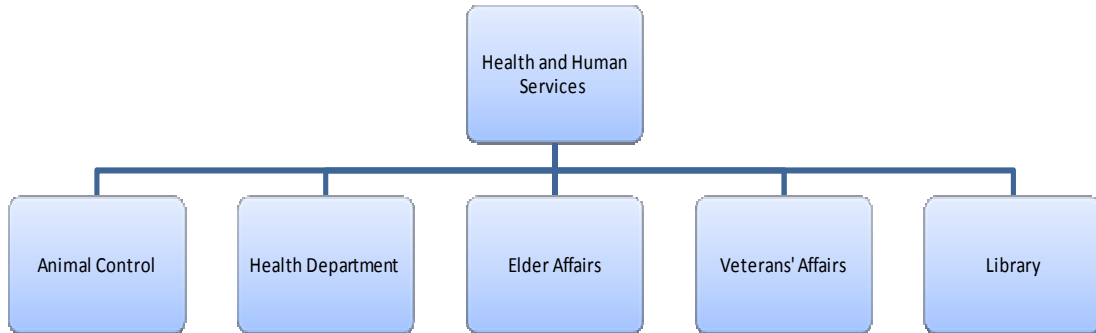 Health and Human
Services
Animal Control
Health Department
Elder Affairs
Veterans' Affairs
Library